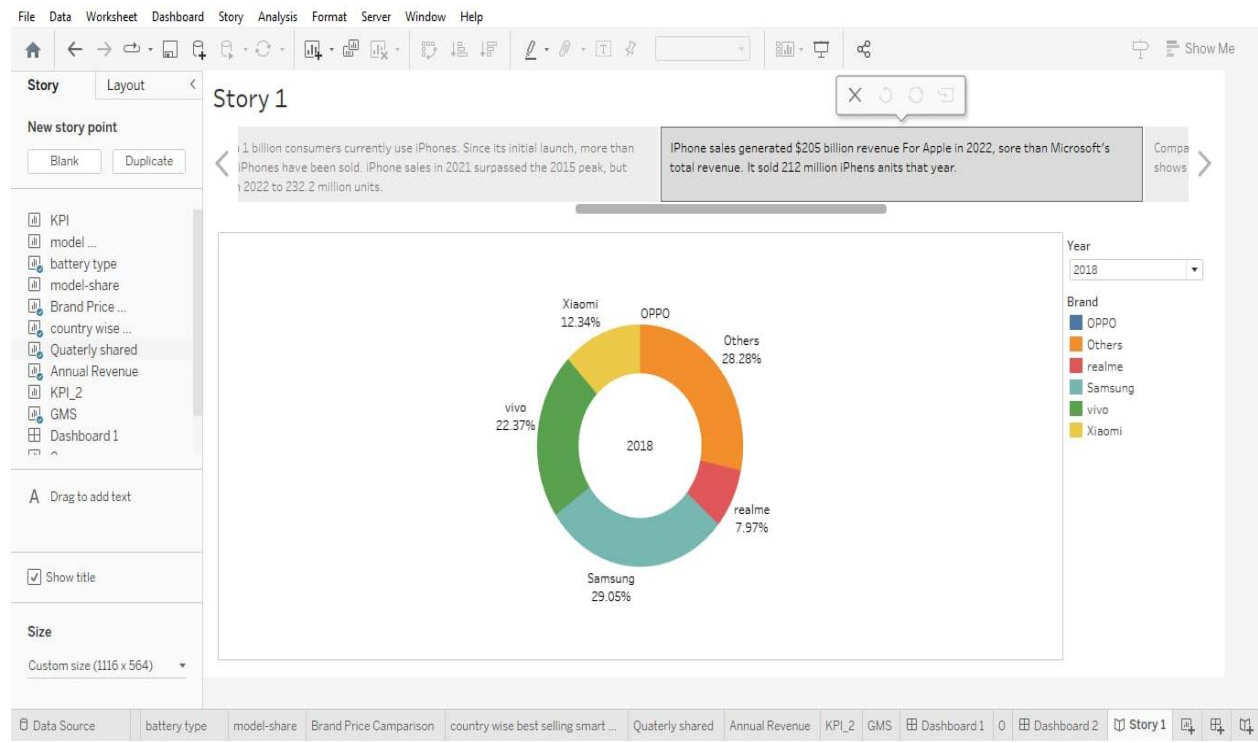 File Data Worksheet Dashboard Story Analysis Format Server Window Help
Show Me
Story Layout
New story point
Blank Duplicate
KPI
model ...
battery type
model-share
Brand Price ...
country wise ...
Quaterly shared
Annual Revenue
KPI_2
GMS
Dashboard 1
A Drag to add text
Show title
Size
Custom size (1116 x 564)
Story 1
1 billion consumers currently use iPhones. Since its initial launch, more than
iPhones have been sold. iPhone sales in 2021 surpassed the 2015 peak, but
2022 to 232.2 million units.
IPhone sales generated $205 billion revenue For Apple in 2022, sore than Microsoft's
total revenue. It sold 212 million iPhens anits that year.
Compa
shows
Xiaomi
12.34%
OPPO
Others
28.28%
vivo
22.37%
2018
realme
7.97%
Samsung
29.05%
Year
2018
Brand
OPPO
Others
realme
Samsung
vivo
Xiaomi
Data Source battery type model-share Brand Price Camparison country wise best selling smart ... Quaterly shared Annual Revenue KPI_2 GMS Dashboard 1 0 Dashboard 2 Story 1